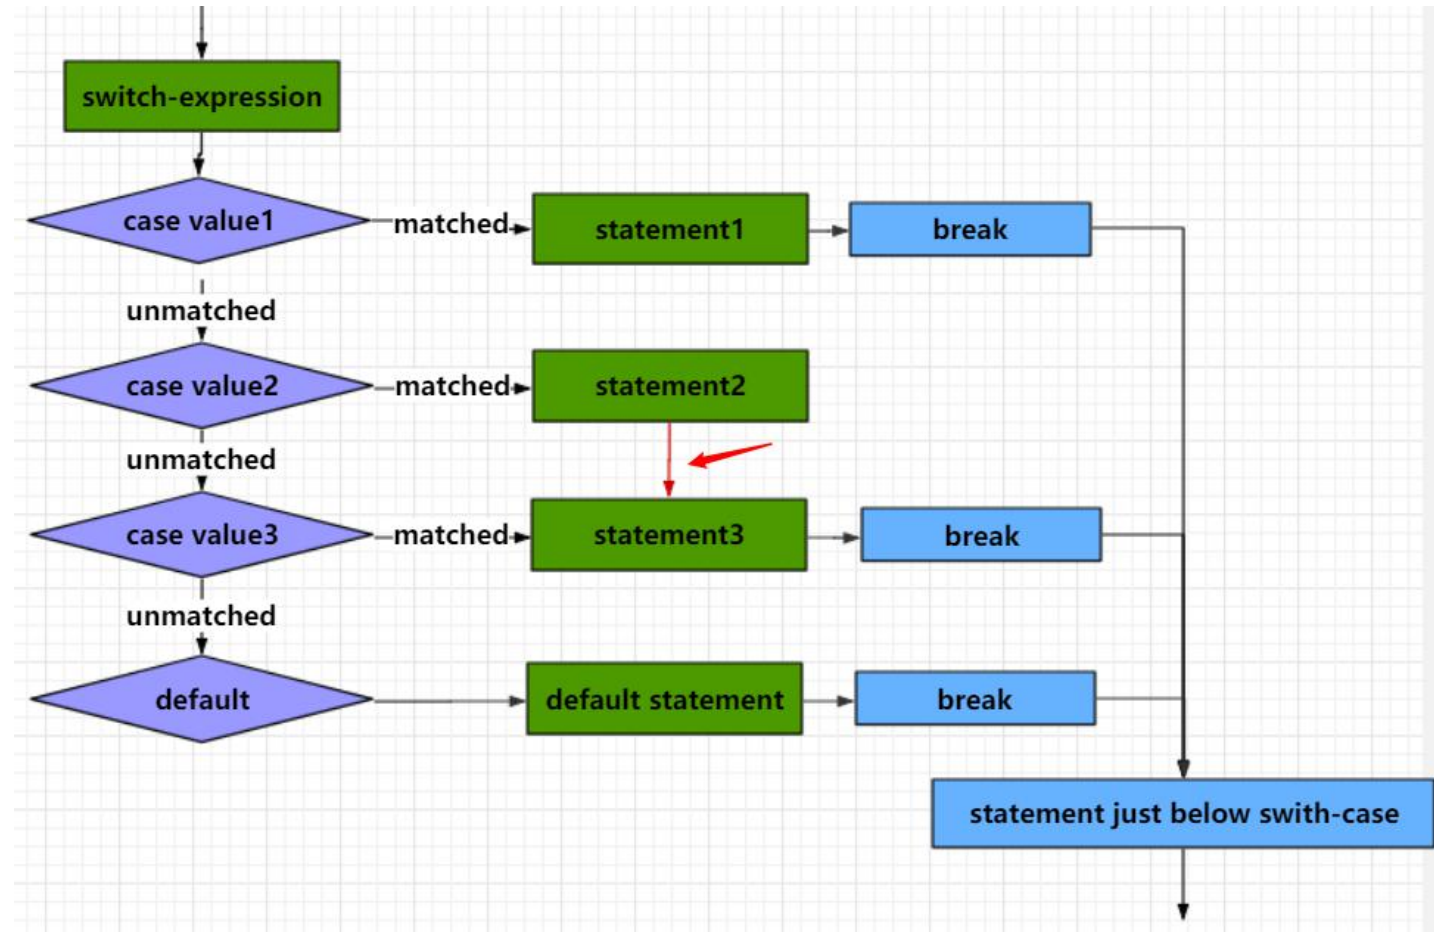 switch-expression
case value1
matched
statement1
break
unmatched
case value2
matched
statement2
unmatched
case value3
matched
statement3
break
unmatched
default
default statement
break
statement just below swith-case